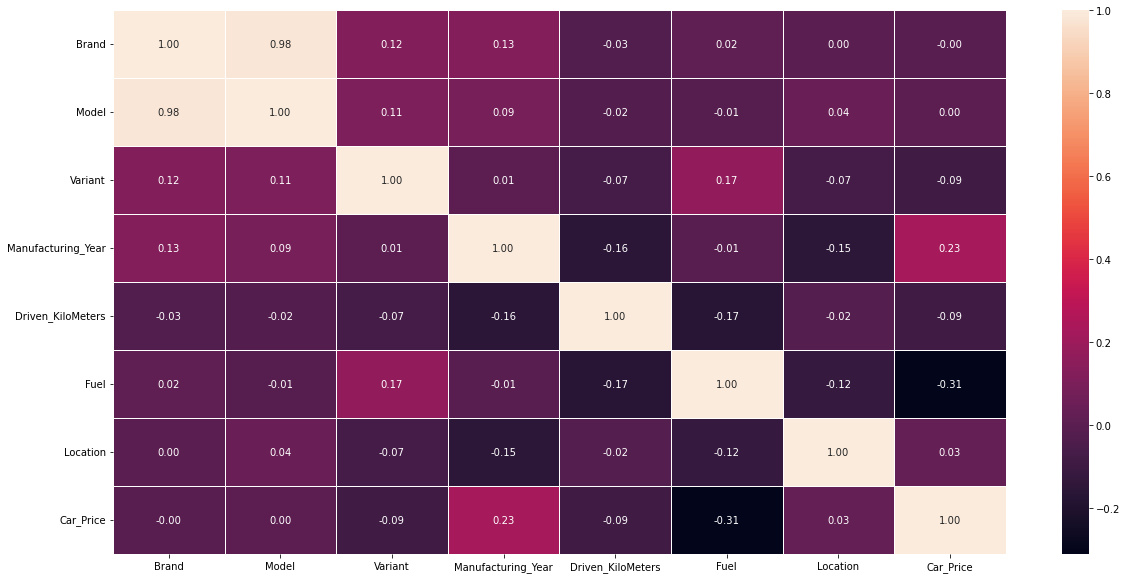 1.0
Brand 1.00 0.98 0.12 0.13 -0.03 0.02 0.00 -0.00
0.8
Model 0.98 1.00 0.11 0.09 -0.02 -0.01 0.04 0.00
Variant 0.12 0.11 1.00 0.01 -0.07 0.17 -0.07 -0.09
0.6
Manufacturing_Year 0.13 0.09 0.01 1.00 -0.16 -0.01 -0.15 0.23
0.4
Driven_KiloMeters -0.03 -0.02 -0.07 -0.16 1.00 -0.17 -0.02 -0.09
0.2
Fuel 0.02 -0.01 0.17 -0.01 -0.17 1.00 -0.12 -0.31
0.0
Location 0.00 0.04 -0.07 -0.15 -0.02 -0.12 1.00 0.03
−0.2
Car_Price -0.00 0.00 -0.09 0.23 -0.09 -0.31 0.03 1.00
Brand Model Variant Manufacturing_Year Driven_KiloMeters Fuel Location Car_Price